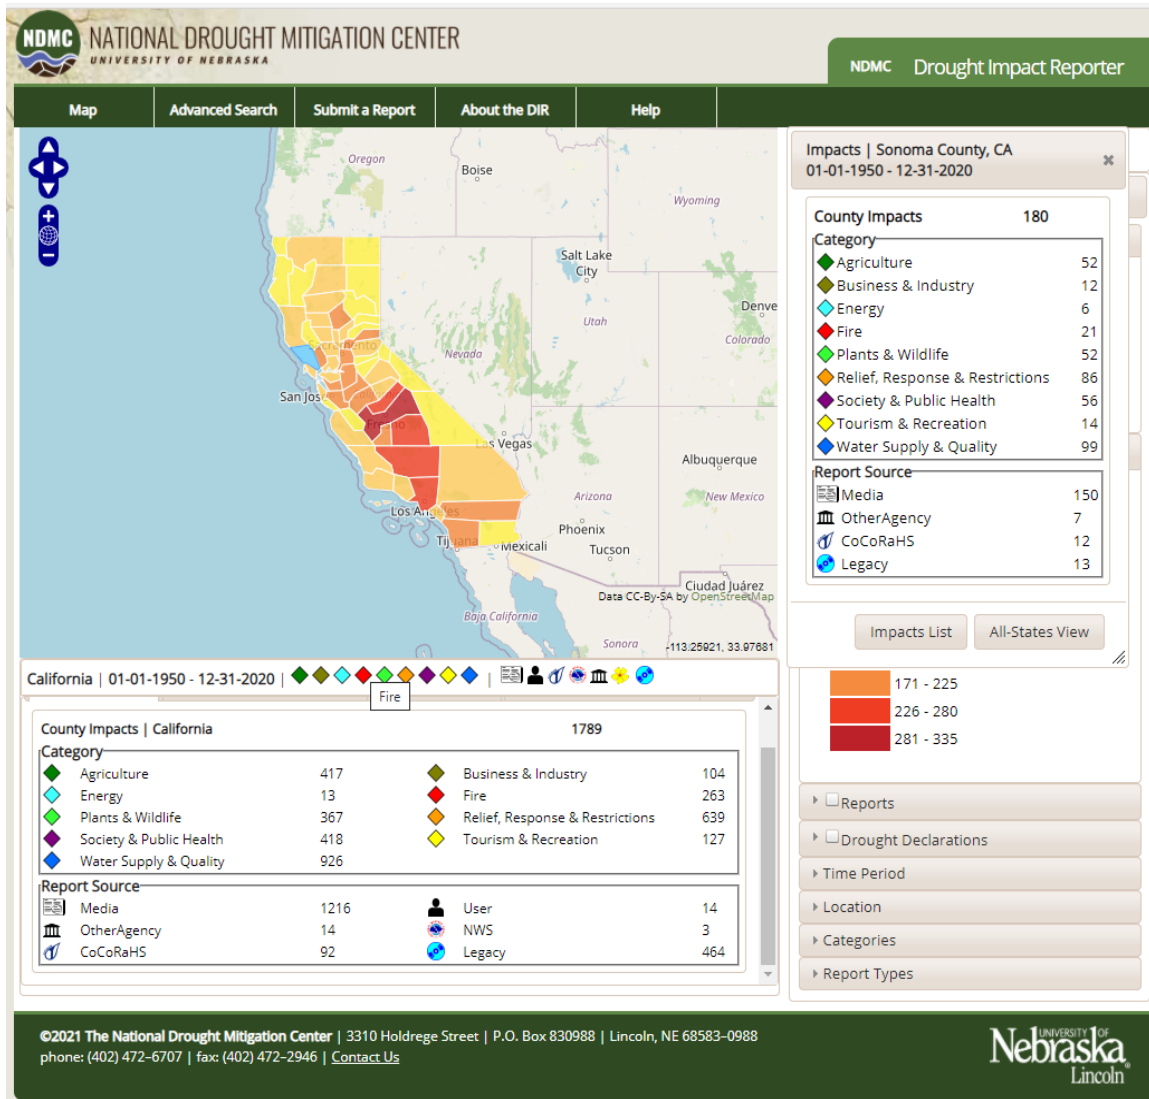 NDMC
NATIONAL DROUGHT MITIGATION CENTER
UNIVERSITY OF NEBRASKA
NDMC Drought Impact Reporter
Map Advanced Search Submit a Report About the DIR Help
Oregon
Boise
Wyoming
Salt Lake
City
Denve
Utah
Colorado
Sacramento
Nevada
San Jos
Fresno
Las Vegas
Albuquerque
Arizona
New Mexico
Los Angeles
Phoenix
Tijuana
Mexicali
Tucson
Ciudad Juárez
Data CC-By-SA by OpenStreetMap
Baja California
Sonora
-113.25921, 33.97681
Impacts | Sonoma County, CA
01-01-1950 - 12-31-2020
County Impacts 180
Category
Agriculture 52
Business & Industry 12
Energy 6
Fire 21
Plants & Wildlife 52
Relief, Response & Restrictions 86
Society & Public Health 56
Tourism & Recreation 14
Water Supply & Quality 99
Report Source
Media 150
OtherAgency 7
CoCoRaHS 12
Legacy 13
Impacts List All-States View
171 - 225
226 - 280
281 - 335
Reports
Drought Declarations
Time Period
Location
Categories
Report Types
California | 01-01-1950 - 12-31-2020 | |
Fire
County Impacts | California 1789
Category
Agriculture 417 Business & Industry 104
Energy 13 Fire 263
Plants & Wildlife 367 Relief, Response & Restrictions 639
Society & Public Health 418 Tourism & Recreation 127
Water Supply & Quality 926
Report Source
Media 1216 User 14
OtherAgency 14 NWS 3
CoCoRaHS 92 Legacy 464
©2021 The National Drought Mitigation Center | 3310 Holdrege Street | P.O. Box 830988 | Lincoln, NE 68583–0988
phone: (402) 472–6707 | fax: (402) 472–2946 | Contact Us
UNIVERSITY OF
Nebraska
Lincoln